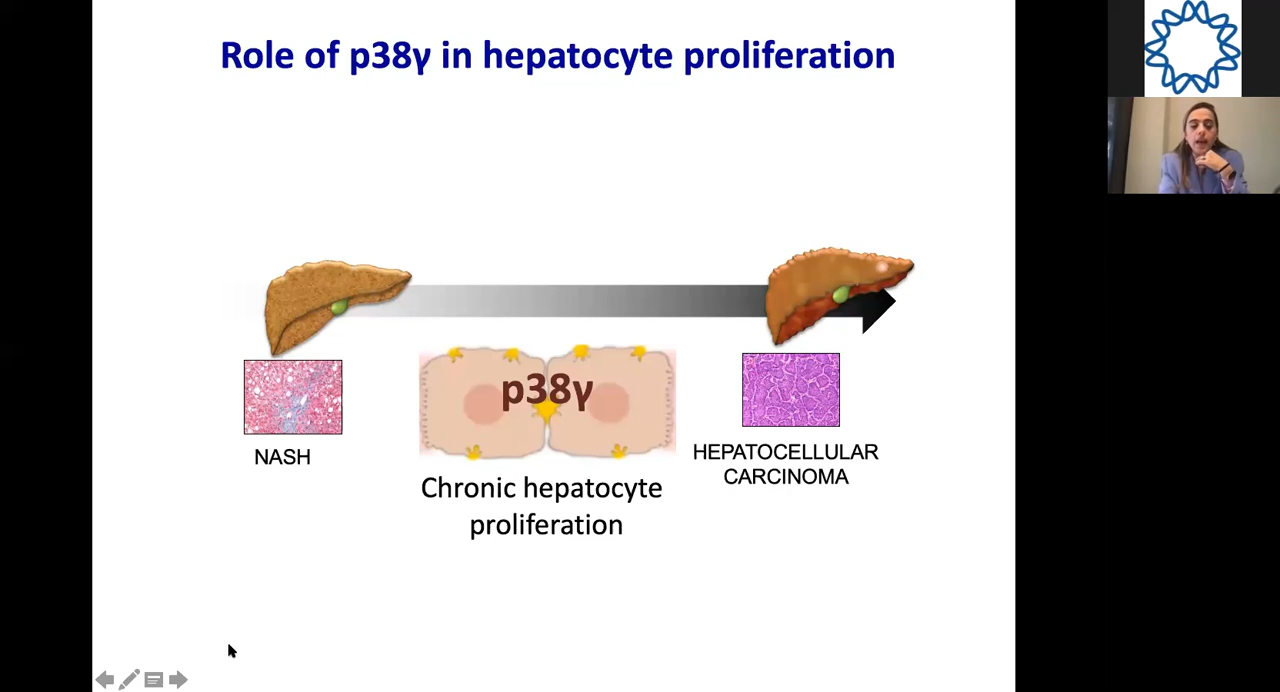 Role of p38γ in hepatocyte proliferation
p38γ
NASH
Chronic hepatocyte
proliferation
HEPATOCELLULAR
CARCINOMA